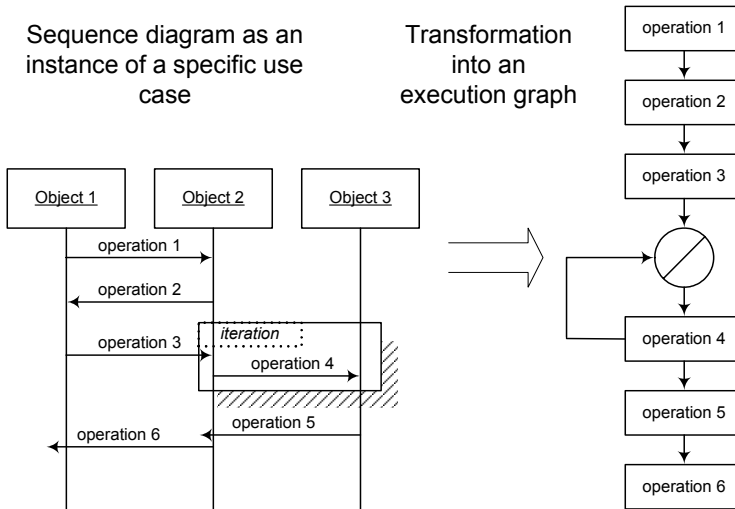 Sequence diagram as an
instance of a specific use
case
Transformation
into an
execution graph
Object 1
Object 2
Object 3
operation 1
operation 2
iteration
operation 3
operation 4
operation 5
operation 6
operation 1
operation 2
operation 3
operation 4
operation 5
operation 6